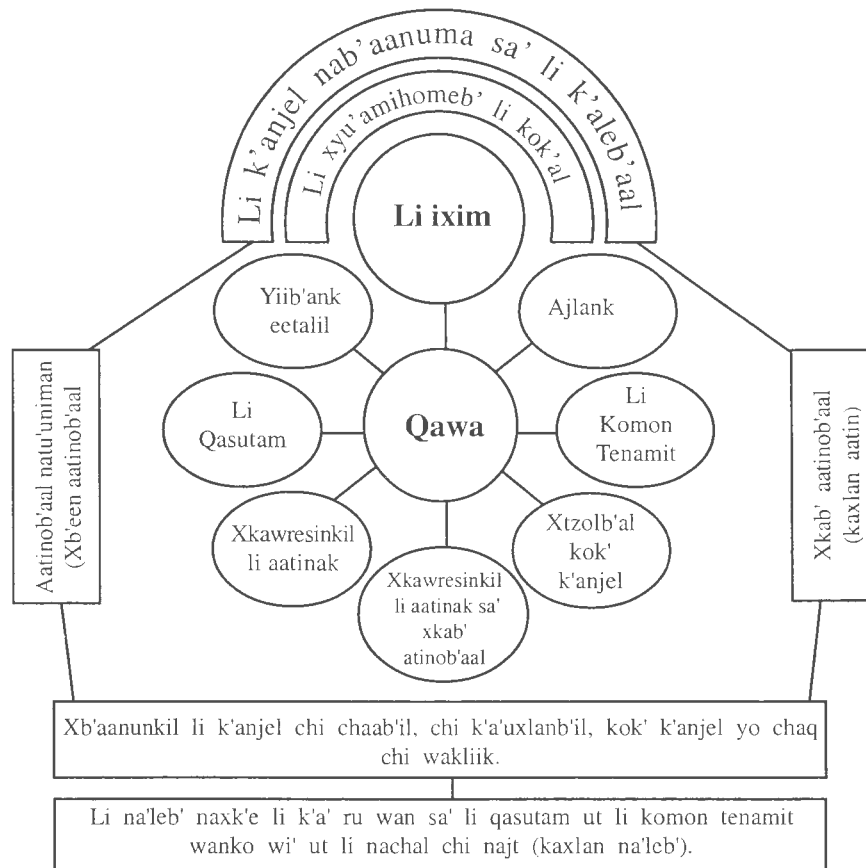 Li k'anjel nab'aanuma sa' li k'aleb'aal
Li xyu'amihomeb' li kok'al
Li ixim
Yiib'ank
eetalil
Ajlank
Li
Qasutam
Qawa
Li
Komon
Tenamit
Xkawresinkil
li aatinak
Xtzolb'al
kok'
k'anjel
Xkawresinkil
li aatinak sa'
xkab'
atinob'aal
Aatinob'aal natu'uniman
(Xb'een aatinob'aal
Xkab' aatinob'aal
(kaxlan aatin)
Xb'aanunkil li k'anjel chi chaab'il, chi k'a'uxlanb'il, kok' k'anjel yo chaq
chi wakliik.
Li na'leb' naxk'e li k'a' ru wan sa' li qasutam ut li komon tenamit
wanko wi' ut li nachal chi najt (kaxlan na'leb').